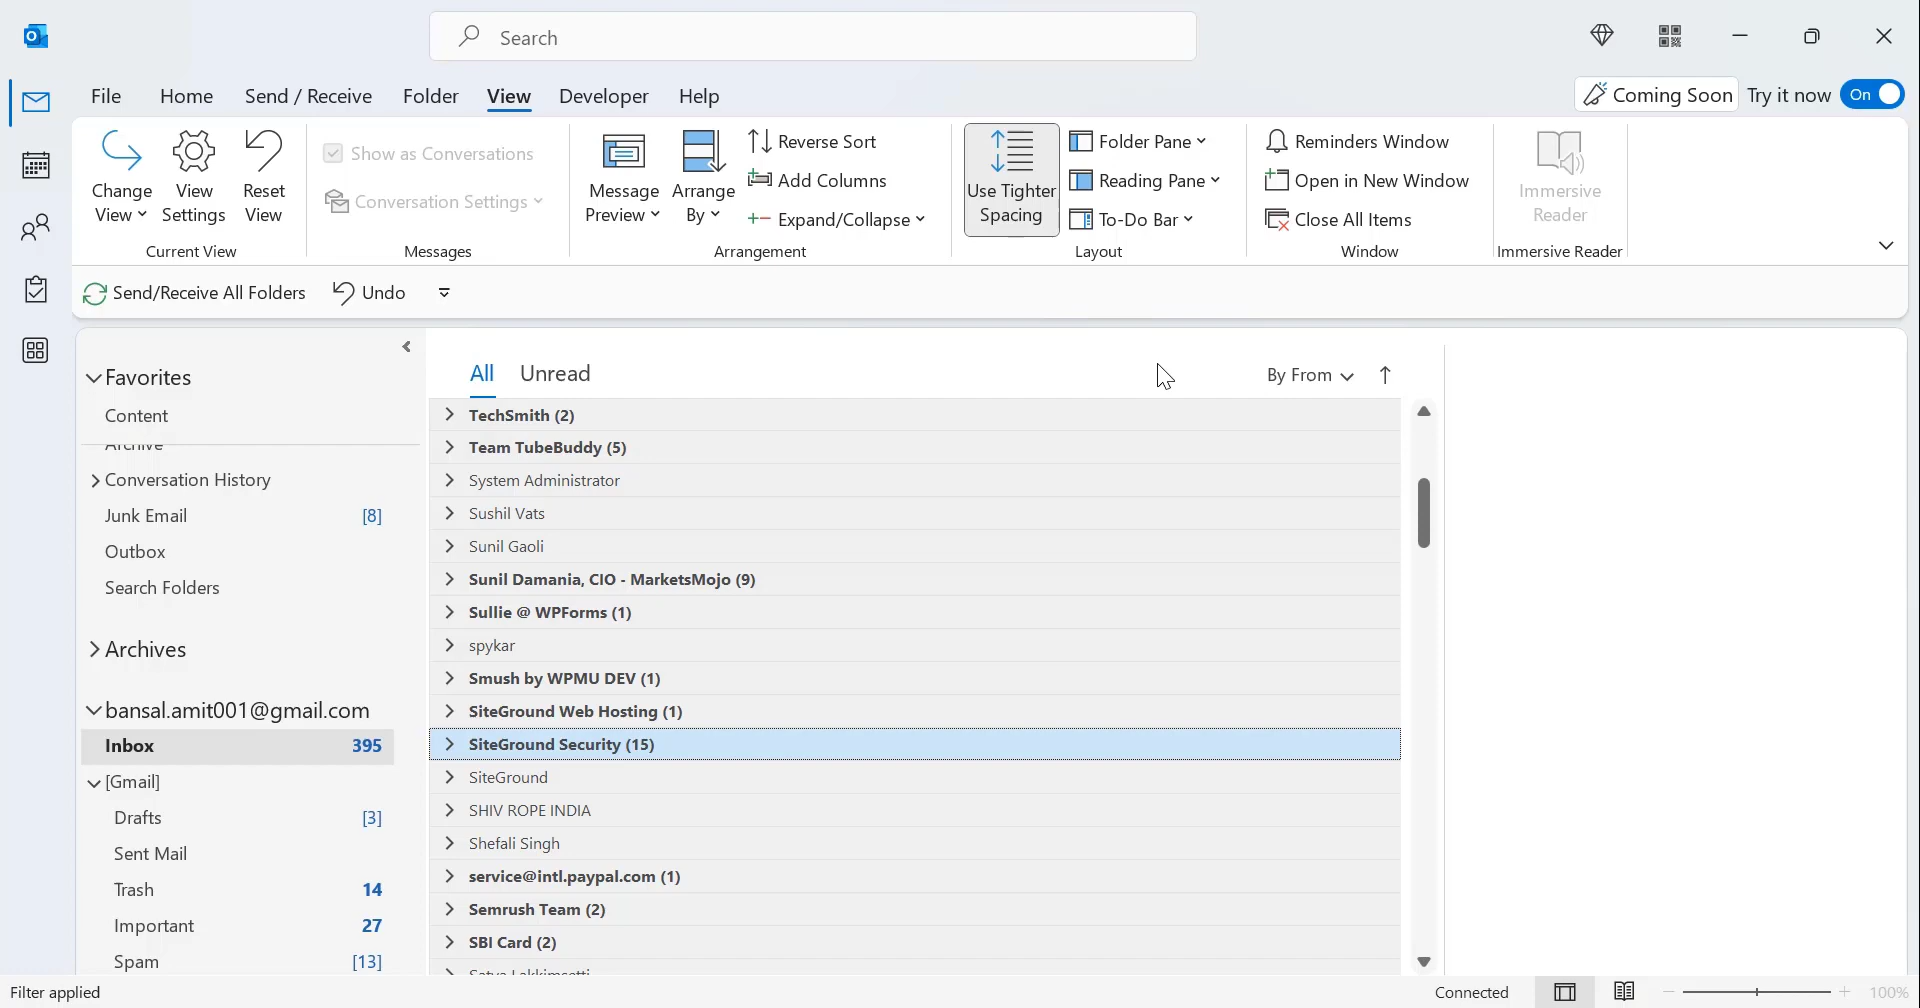 Search
File Home Send / Receive Folder View Developer Help
Coming Soon Try it now On
Change View
View Settings
Reset View
Current View
Show as Conversations
Conversation Settings
Messages
Message Preview
Arrange By
Reverse Sort
Add Columns
Expand/Collapse
Arrangement
Use Tighter Spacing
Folder Pane
Reading Pane
To-Do Bar
Layout
Reminders Window
Open in New Window
Close All Items
Window
Immersive Reader
Immersive Reader
Send/Receive All Folders Undo
Favorites
Content
Archive
Conversation History
Junk Email [8]
Outbox
Search Folders
Archives
bansal.amit001@gmail.com
Inbox 395
[Gmail]
Drafts [3]
Sent Mail
Trash 14
Important 27
Spam [13]
All Unread By From
TechSmith (2)
Team TubeBuddy (5)
System Administrator
Sushil Vats
Sunil Gaoli
Sunil Damania, CIO - MarketsMojo (9)
Sullie @ WPForms (1)
spykar
Smush by WPMU DEV (1)
SiteGround Web Hosting (1)
SiteGround Security (15)
SiteGround
SHIV ROPE INDIA
Shefali Singh
service@intl.paypal.com (1)
Semrush Team (2)
SBI Card (2)
Filter applied Connected 100%